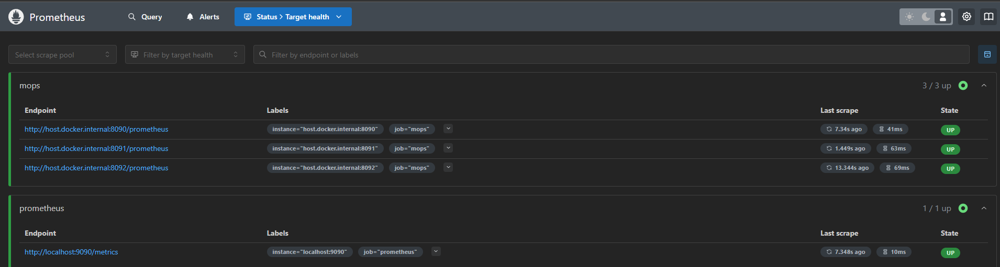 Prometheus Query Alerts Status > Target health
Select scrape pool Filter by target health Filter by endpoint or labels
mops 3 / 3 up
Endpoint Labels Last scrape State
http://host.docker.internal:8090/prometheus instance="host.docker.internal:8090" job="mops" 7.34s ago 41ms UP
http://host.docker.internal:8091/prometheus instance="host.docker.internal:8091" job="mops" 1.449s ago 63ms UP
http://host.docker.internal:8092/prometheus instance="host.docker.internal:8092" job="mops" 13.344s ago 69ms UP
prometheus 1 / 1 up
Endpoint Labels Last scrape State
http://localhost:9090/metrics instance="localhost:9090" job="prometheus" 7.348s ago 10ms UP